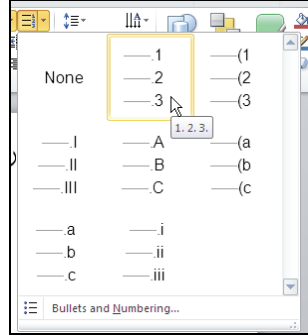 None
.1
.2
.3
(1
(2
(3
1. 2. 3.
.I
.II
.III
.A
.B
.C
(a
(b
(c
.a
.b
.c
.i
.ii
.iii
Bullets and Numbering...